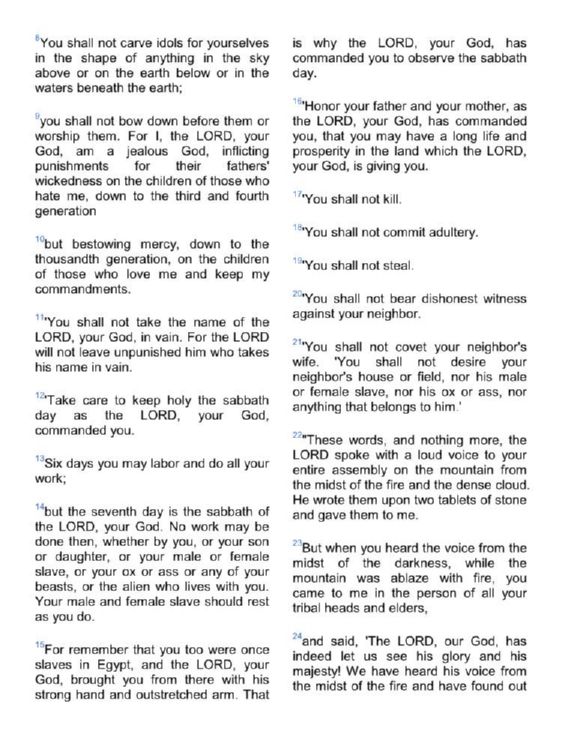 8You shall not carve idols for yourselves
in the shape of anything in the sky
above or on the earth below or in the
waters beneath the earth;
9you shall not bow down before them or
worship them. For I, the LORD, your
God, am a jealous God, inflicting
punishments for their fathers'
wickedness on the children of those who
hate me, down to the third and fourth
generation
10but bestowing mercy, down to the
thousandth generation, on the children
of those who love me and keep my
commandments.
11"You shall not take the name of the
LORD, your God, in vain. For the LORD
will not leave unpunished him who takes
his name in vain.
12"Take care to keep holy the sabbath
day as the LORD, your God,
commanded you.
13Six days you may labor and do all your
work;
14but the seventh day is the sabbath of
the LORD, your God. No work may be
done then, whether by you, or your son
or daughter, or your male or female
slave, or your ox or ass or any of your
beasts, or the alien who lives with you.
Your male and female slave should rest
as you do.
15For remember that you too were once
slaves in Egypt, and the LORD, your
God, brought you from there with his
strong hand and outstretched arm. That
is why the LORD, your God, has
commanded you to observe the sabbath
day.
16"Honor your father and your mother, as
the LORD, your God, has commanded
you, that you may have a long life and
prosperity in the land which the LORD,
your God, is giving you.
17"You shall not kill.
18"You shall not commit adultery.
19"You shall not steal.
20"You shall not bear dishonest witness
against your neighbor.
21"You shall not covet your neighbor's
wife. 'You shall not desire your
neighbor's house or field, nor his male
or female slave, nor his ox or ass, nor
anything that belongs to him.'
22"These words, and nothing more, the
LORD spoke with a loud voice to your
entire assembly on the mountain from
the midst of the fire and the dense cloud.
He wrote them upon two tablets of stone
and gave them to me.
23But when you heard the voice from the
midst of the darkness, while the
mountain was ablaze with fire, you
came to me in the person of all your
tribal heads and elders,
24and said, 'The LORD, our God, has
indeed let us see his glory and his
majesty! We have heard his voice from
the midst of the fire and have found out